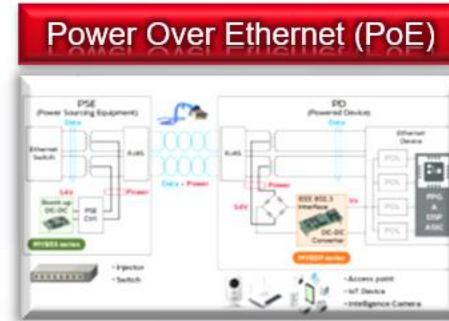 Power Over Ethernet (PoE)
PSE
(Power Sourcing Equipment)
PD
(Powered Device)
Data
Data
Ethernet
Switch
RJ45
RJ45
Ethernet
Device
POL
POL
POL
POL
Power
Data + Power
Power
54V
54V
Boost-up
DC-DC
PSE
Ctrl
IEEE 802.3
Interface
DC-DC
Converter
FPG
A
DSP
ASIC
- Injector
- Switch
- Access point
- IoT Device
- Intelligence Camera